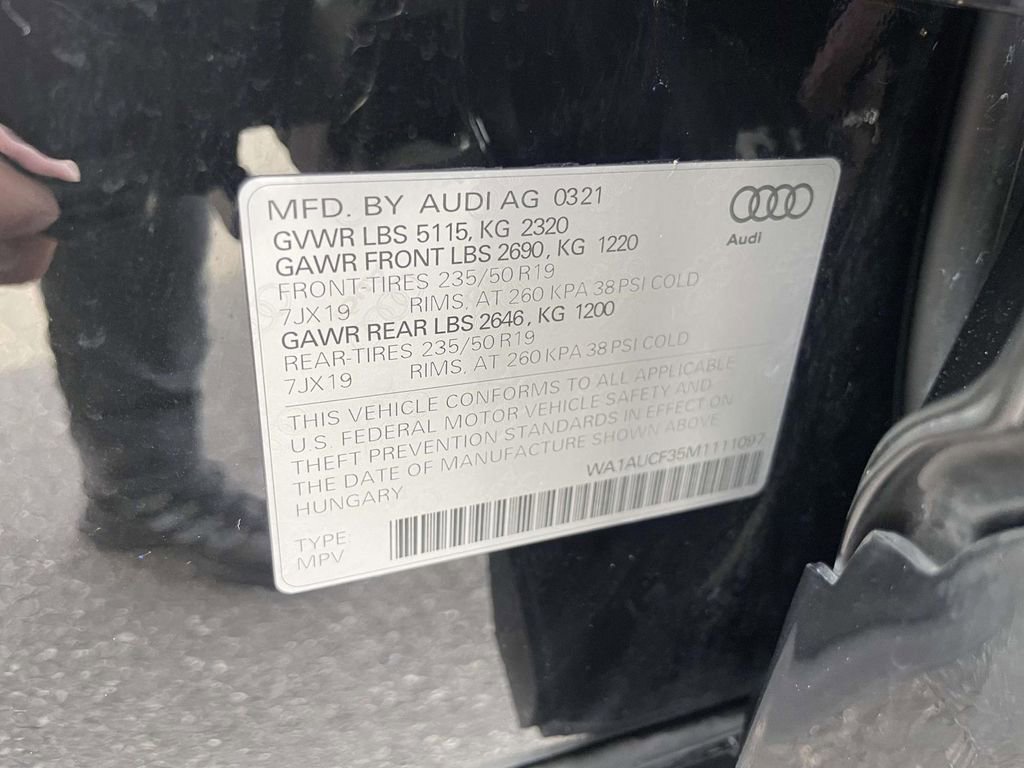 MFD. BY AUDI AG 0321
GVWR LBS 5115, KG 2320
GAWR FRONT LBS 2690, KG 1220
FRONT-TIRES 235/50 R19
7JX19 RIMS, AT 260 KPA 38 PSI COLD
GAWR REAR LBS 2646, KG 1200
REAR-TIRES 235/50 R19
7JX19 RIMS, AT 260 KPA 38 PSI COLD
Audi
THIS VEHICLE CONFORMS TO ALL APPLICABLE
U.S. FEDERAL MOTOR VEHICLE SAFETY AND
THEFT PREVENTION STANDARDS IN EFFECT ON
THE DATE OF MANUFACTURE SHOWN ABOVE
HUNGARY
WA1AUCF35M1111097
TYPE
MPV